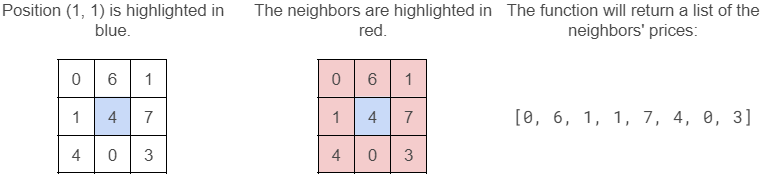 Position (1, 1) is highlighted in
blue.
The neighbors are highlighted in
red.
The function will return a list of the
neighbors' prices:
0 6 1
1 4 7
4 0 3
0 6 1
1 4 7
4 0 3
[0, 6, 1, 1, 7, 4, 0, 3]